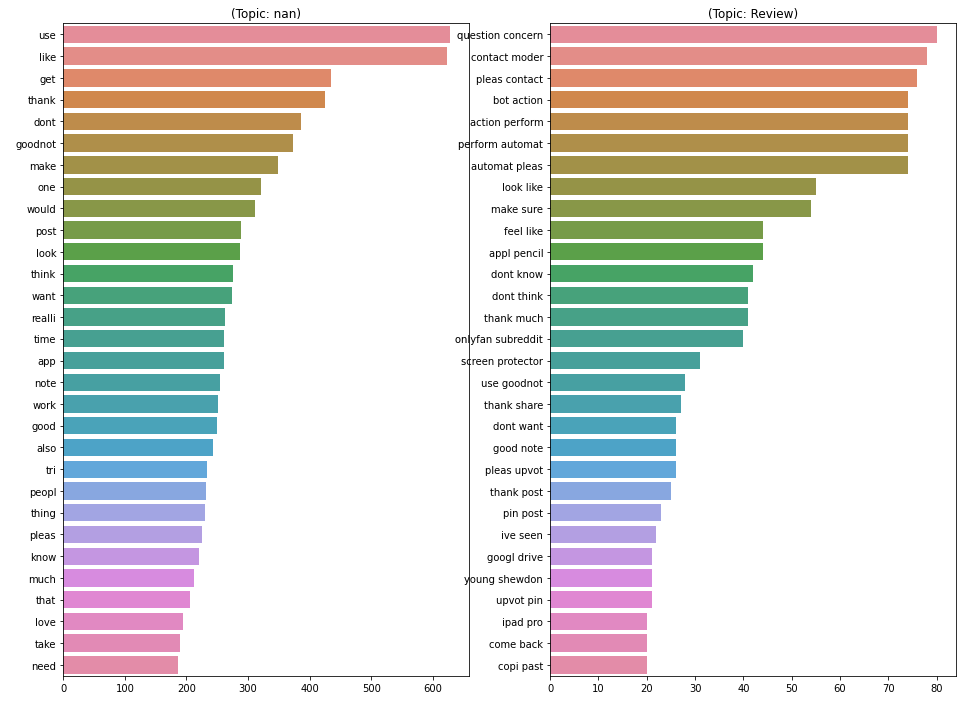 (Topic: nan)
use
like
get
thank
dont
goodnot
make
one
would
post
look
think
want
realli
time
app
note
work
good
also
tri
peopl
thing
pleas
know
much
that
love
take
need
0 100 200 300 400 500 600
(Topic: Review)
question concern
contact moder
pleas contact
bot action
action perform
perform automat
automat pleas
look like
make sure
feel like
appl pencil
dont know
dont think
thank much
onlyfan subreddit
screen protector
use goodnot
thank share
dont want
good note
pleas upvot
thank post
pin post
ive seen
googl drive
young shewdon
upvot pin
ipad pro
come back
copi past
0 10 20 30 40 50 60 70 80